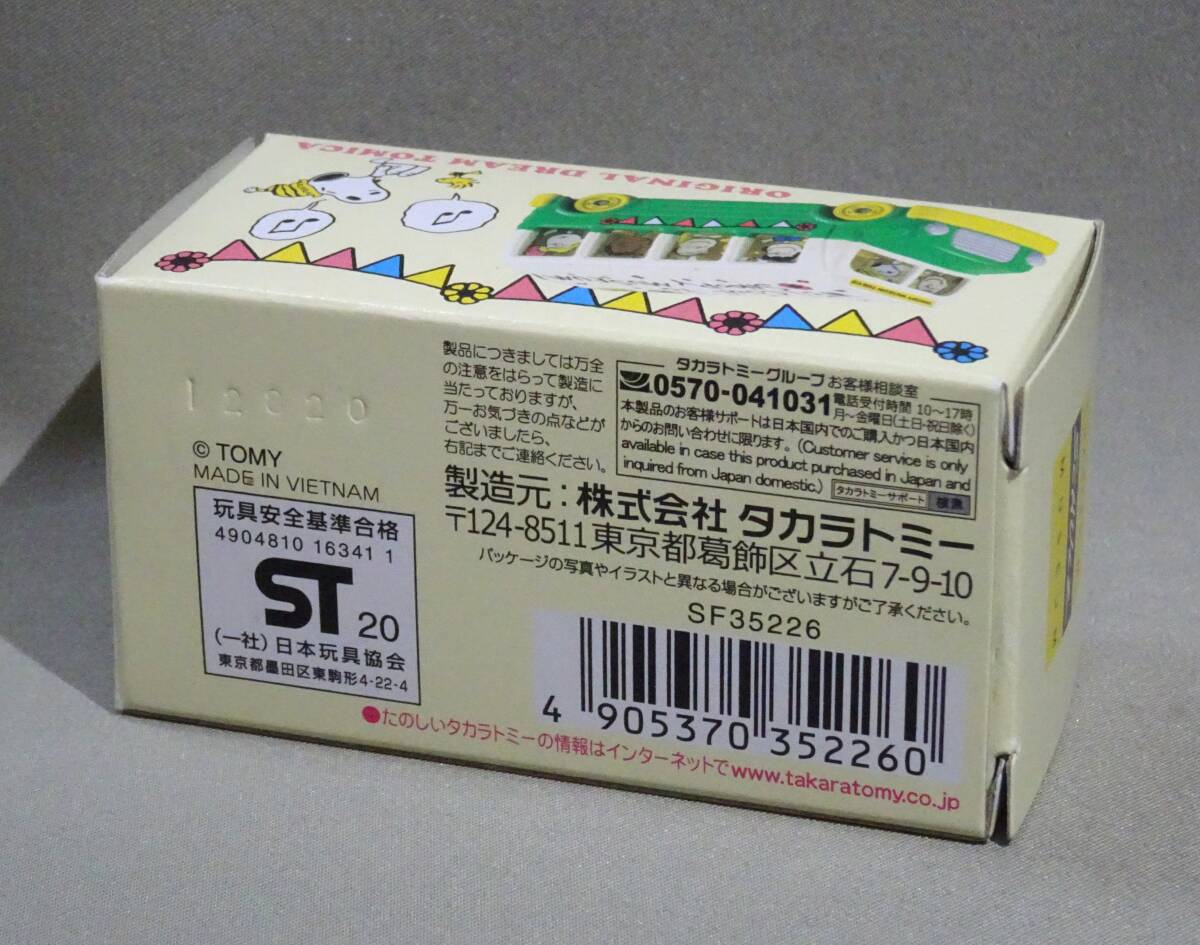 ORIGINAL DREAM TOMICA
製品につきましては万全
の注意をはらって製造に
当たっておりますが、
万一お気づきの点などが
ございましたら、
右記までご連絡ください。
タカラトミーグループお客様相談室
0570-041031
電話受付時間 10〜17時
月〜金曜日(土日・祝日除く)
本製品のお客様サポートは日本国内でのご購入かつ日本国内
からのお問い合わせに限ります。(Customer service is only
available in case this product purchased in Japan and
inquired from Japan domestic.)
タカラトミーサポート 検索
製造元：株式会社 タカラトミー
〒124-8511 東京都葛飾区立石7-9-10
パッケージの写真やイラストと異なる場合がございますがご了承ください。
SF35226
4 905370 352260
© TOMY
MADE IN VIETNAM
玩具安全基準合格
4904810 16341 1
ST 20
(一社) 日本玩具協会
東京都墨田区東駒形4-22-4
●たのしいタカラトミーの情報はインターネットでwww.takaratomy.co.jp